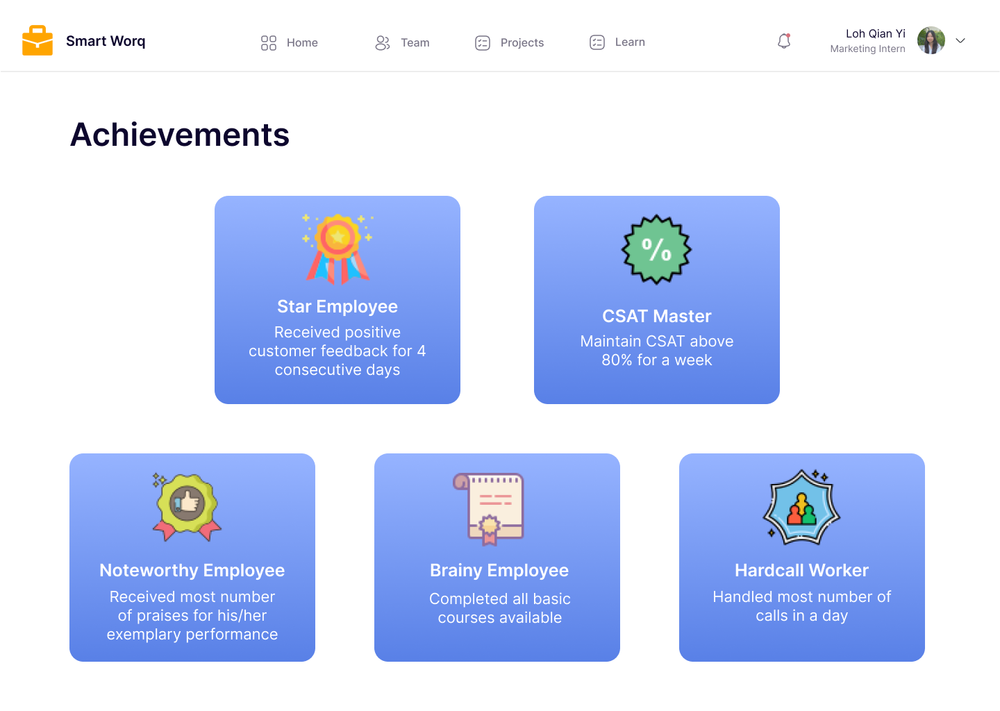 Smart Worq
Home
Team
Projects
Learn
Loh Qian Yi
Marketing Intern
Achievements
Star Employee
Received positive
customer feedback for 4
consecutive days
%
CSAT Master
Maintain CSAT above
80% for a week
Noteworthy Employee
Received most number
of praises for his/her
exemplary performance
Brainy Employee
Completed all basic
courses available
Hardcall Worker
Handled most number of
calls in a day